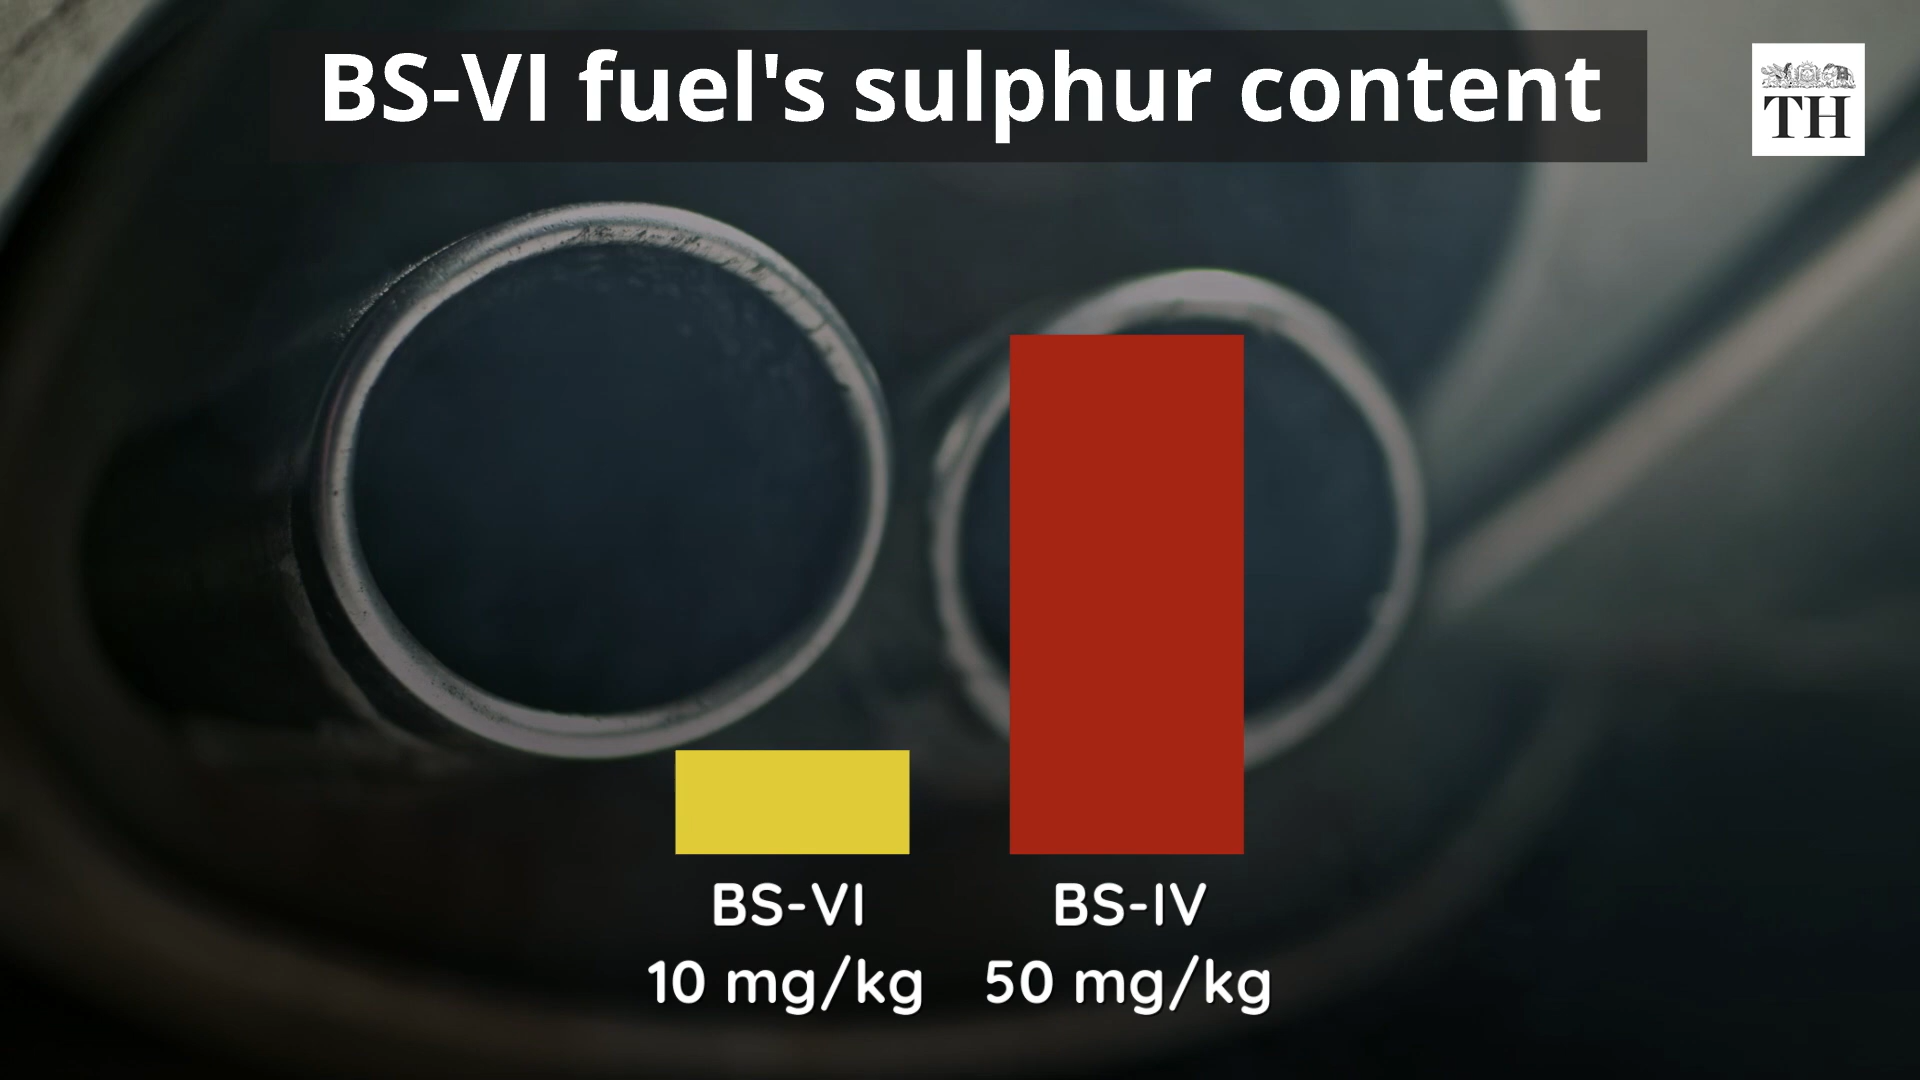 BS-VI fuel's sulphur content
TH
BS-VI
BS-IV
10 mg/kg
50 mg/kg